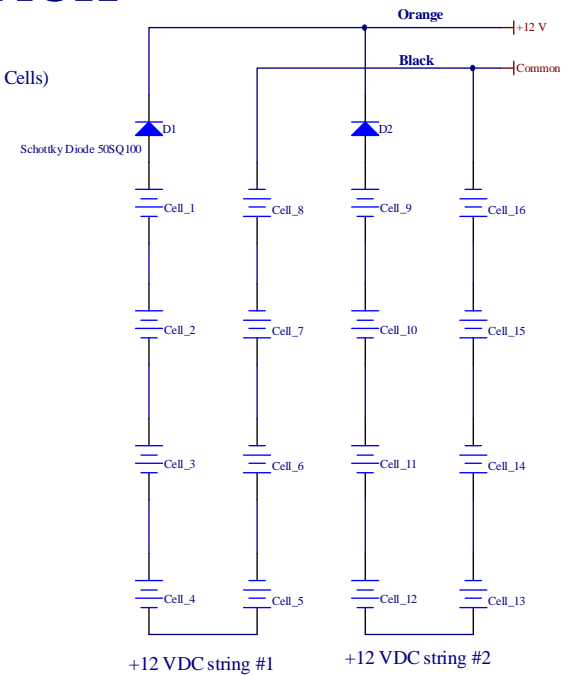 Orange
+12 V
Cells)
Black
Common
D1
D2
Schottky Diode 50SQ100
Cell_1
Cell_8
Cell_9
Cell_16
Cell_2
Cell_7
Cell_10
Cell_15
Cell_3
Cell_6
Cell_11
Cell_14
Cell_4
Cell_5
Cell_12
Cell_13
+12 VDC string #1
+12 VDC string #2